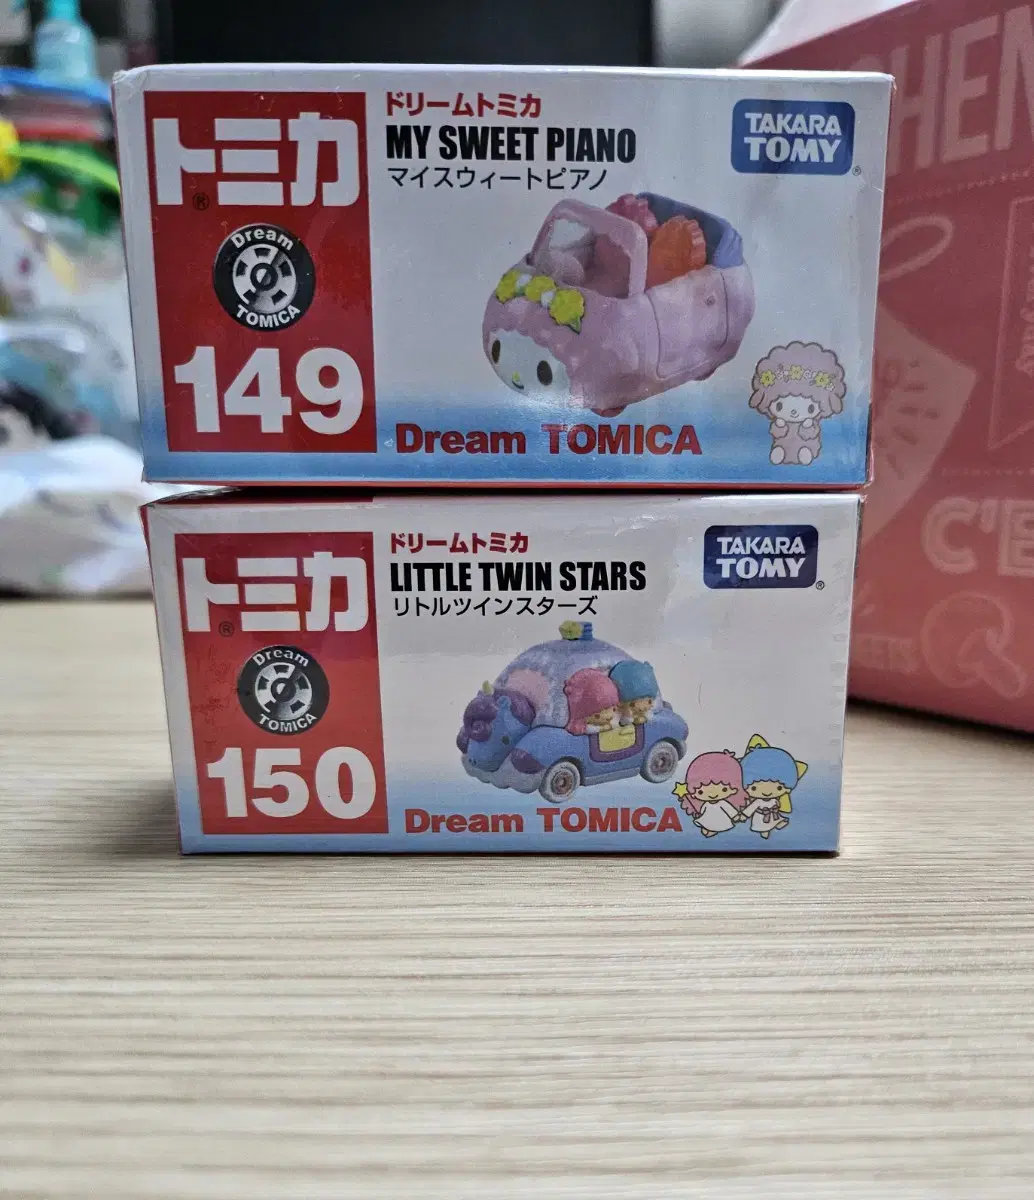 トミカ
®
Dream
TOMICA
149
ドリームトミカ
MY SWEET PIANO
マイスウィートピアノ
TAKARA
TOMY
®
Dream TOMICA
トミカ
®
Dream
TOMICA
150
ドリームトミカ
LITTLE TWIN STARS
リトルツインスターズ
TAKARA
TOMY
®
Dream TOMICA
HEN
C'E